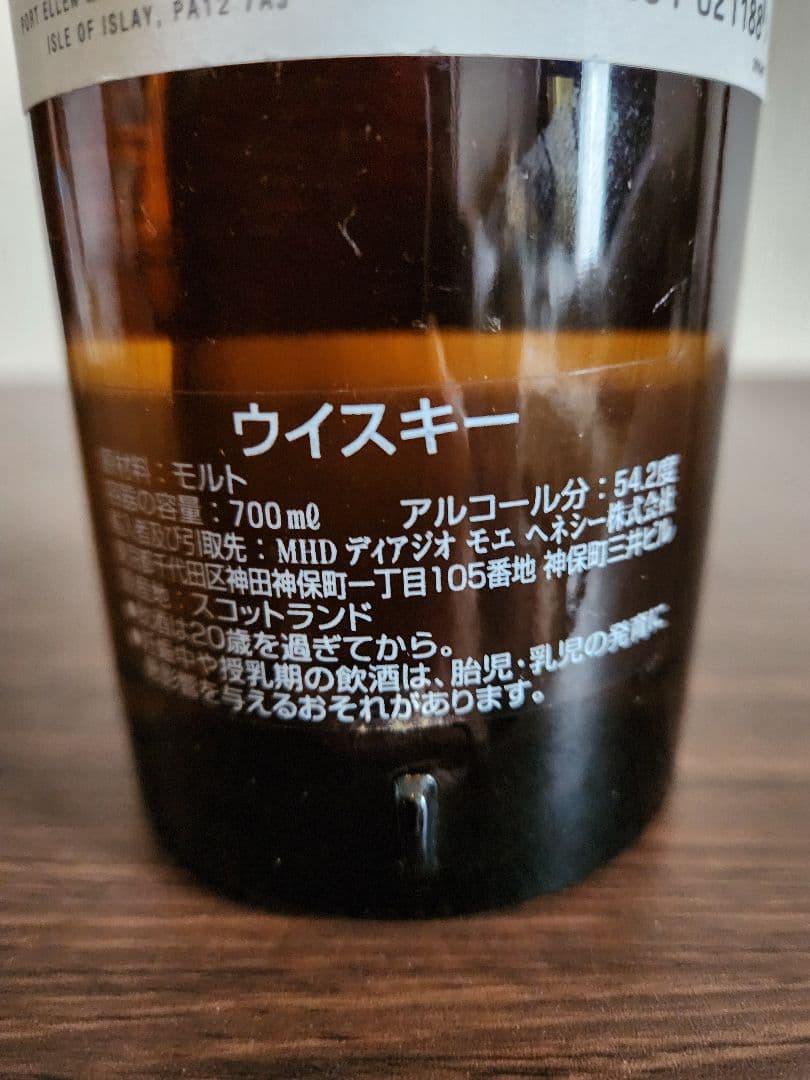 PORT ELLEN
ISLE OF ISLAY, PA12 7AJ
021188
ウイスキー
原材料：モルト
容器の容量：700mℓ アルコール分：54.2度
輸入者及び引取先：MHD ディアジオ モエ ヘネシー株式会社
東京都千代田区神田神保町一丁目105番地 神保町三井ビル
原産地：スコットランド
●お酒は20歳を過ぎてから。
●妊娠中や授乳期の飲酒は、胎児・乳児の発育に
悪影響を与えるおそれがあります。